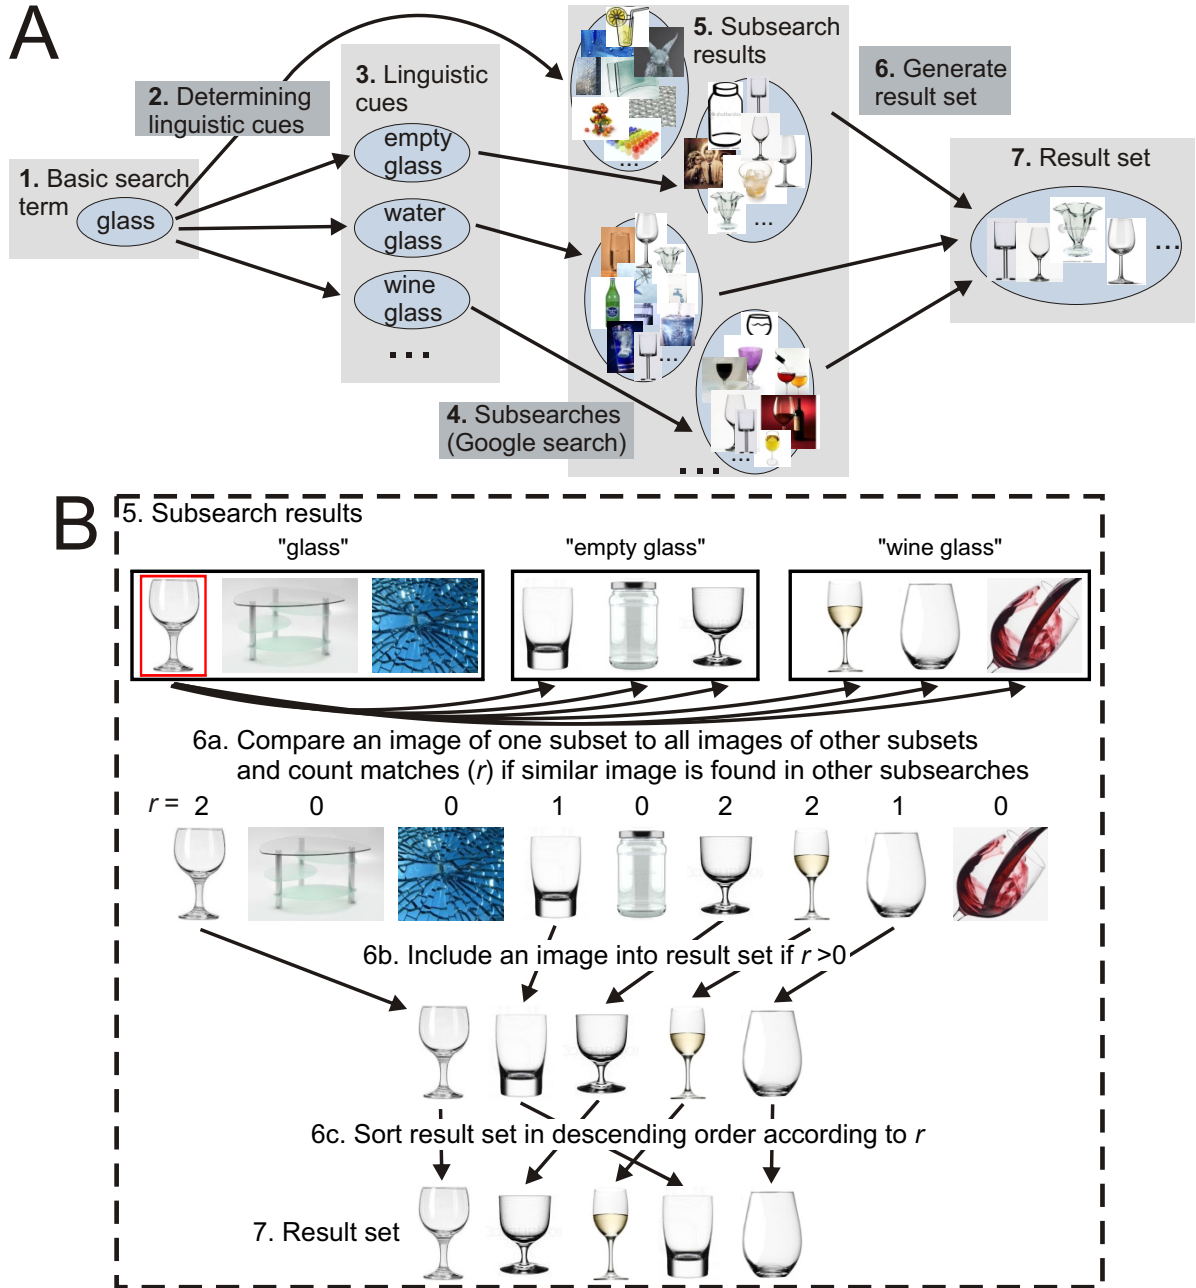 A
1. Basic search
term
glass
2. Determining
linguistic cues
3. Linguistic
cues
empty
glass
water
glass
wine
glass
...
4. Subsearches
(Google search)
5. Subsearch
results
...
...
...
...
...
6. Generate
result set
7. Result set
...
B
5. Subsearch results
"glass"
"empty glass"
"wine glass"
6a. Compare an image of one subset to all images of other subsets
and count matches (r) if similar image is found in other subsearches
r = 2 0 0 1 0 2 2 1 0
6b. Include an image into result set if r >0
6c. Sort result set in descending order according to r
7. Result set